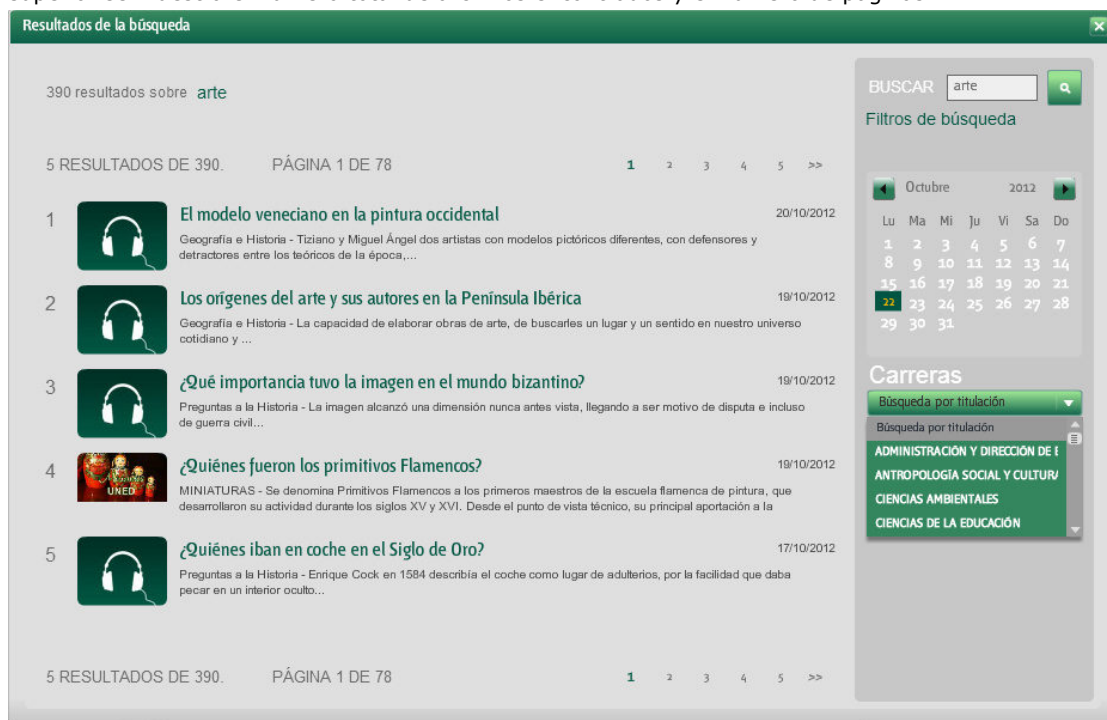 Resultados de la búsqueda
390 resultados sobre arte
5 RESULTADOS DE 390. PÁGINA 1 DE 78 1 2 3 4 5 >>
1
El modelo veneciano en la pintura occidental 20/10/2012
Geografía e Historia - Tiziano y Miguel Ángel dos artistas con modelos pictóricos diferentes, con defensores y
detractores entre los teóricos de la época,...
2
Los orígenes del arte y sus autores en la Península Ibérica 19/10/2012
Geografía e Historia - La capacidad de elaborar obras de arte, de buscarles un lugar y un sentido en nuestro universo
cotidiano y ...
3
¿Qué importancia tuvo la imagen en el mundo bizantino? 19/10/2012
Preguntas a la Historia - La imagen alcanzó una dimensión nunca antes vista, llegando a ser motivo de disputa e incluso
de guerra civil...
4
UNED
¿Quiénes fueron los primitivos Flamencos? 19/10/2012
MINIATURAS - Se denomina Primitivos Flamencos a los primeros maestros de la escuela flamenca de pintura, que
desarrollaron su actividad durante los siglos XV y XVI. Desde el punto de vista técnico, su principal aportación a la
5
¿Quiénes iban en coche en el Siglo de Oro? 17/10/2012
Preguntas a la Historia - Enrique Cock en 1584 describía el coche como lugar de adulterios, por la facilidad que daba
pecar en un interior oculto...
5 RESULTADOS DE 390. PÁGINA 1 DE 78 1 2 3 4 5 >>
BUSCAR arte
Filtros de búsqueda
Octubre 2012
Lu Ma Mi Ju Vi Sa Do
1 2 3 4 5 6 7
8 9 10 11 12 13 14
15 16 17 18 19 20 21
22 23 24 25 26 27 28
29 30 31
Carreras
Búsqueda por titulación
Búsqueda por titulación
ADMINISTRACIÓN Y DIRECCIÓN DE E
ANTROPOLOGÍA SOCIAL Y CULTURA
CIENCIAS AMBIENTALES
CIENCIAS DE LA EDUCACIÓN